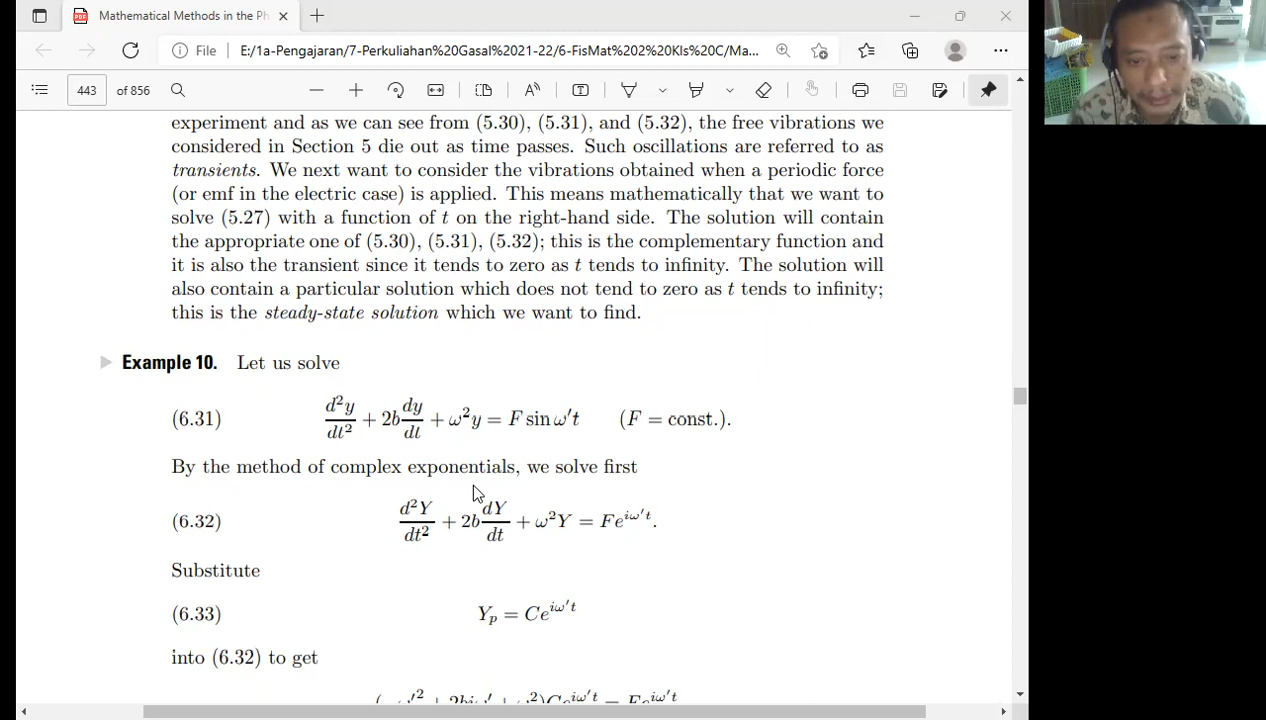 Mathematical Methods in the Ph
File E:/1a-Pengajaran/7-Perkuliahan%20Gasal%202021-22/6-FisMat%202%20Kls%20C/Ma...
443 of 856
experiment and as we can see from (5.30), (5.31), and (5.32), the free vibrations we
considered in Section 5 die out as time passes. Such oscillations are referred to as
transients. We next want to consider the vibrations obtained when a periodic force
(or emf in the electric case) is applied. This means mathematically that we want to
solve (5.27) with a function of t on the right-hand side. The solution will contain
the appropriate one of (5.30), (5.31), (5.32); this is the complementary function and
it is also the transient since it tends to zero as t tends to infinity. The solution will
also contain a particular solution which does not tend to zero as t tends to infinity;
this is the steady-state solution which we want to find.
Example 10. Let us solve
(6.31) d²y/dt² + 2b dy/dt + ω²y = F sin ω′t (F = const.).
By the method of complex exponentials, we solve first
(6.32) d²Y/dt² + 2b dY/dt + ω²Y = Fe^{iω′t}.
Substitute
(6.33) Yₚ = Ce^{iω′t}
into (6.32) to get